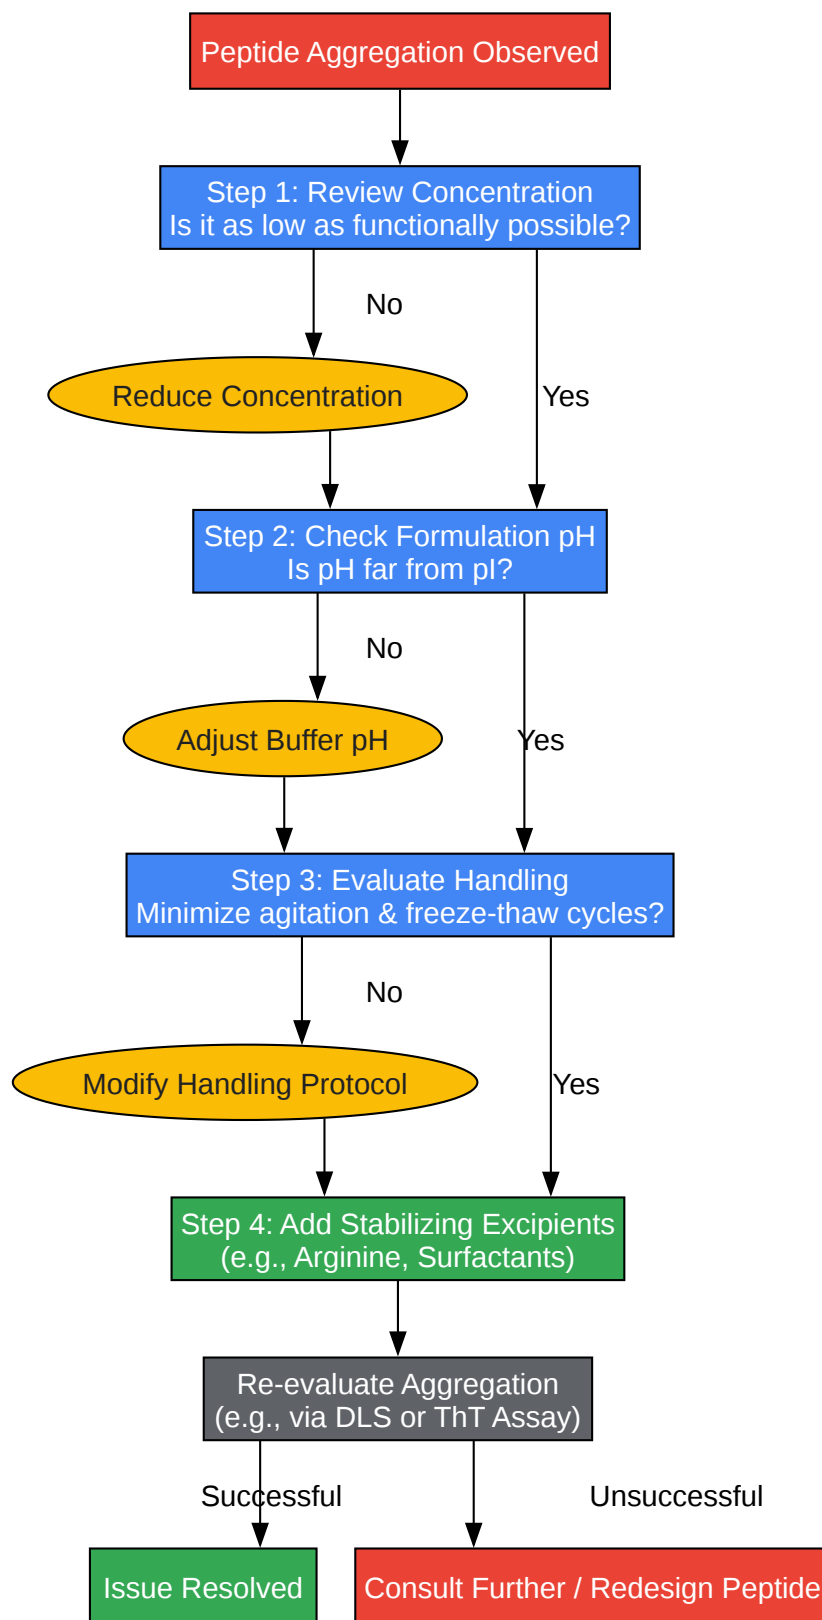 Peptide Aggregation Observed
Step 1: Review Concentration
Is it as low as functionally possible?
No
Reduce Concentration
Yes
Step 2: Check Formulation pH
Is pH far from pI?
No
Adjust Buffer pH
Yes
Step 3: Evaluate Handling
Minimize agitation & freeze-thaw cycles?
No
Modify Handling Protocol
Yes
Step 4: Add Stabilizing Excipients
(e.g., Arginine, Surfactants)
Re-evaluate Aggregation
(e.g., via DLS or ThT Assay)
Successful
Unsuccessful
Issue Resolved
Consult Further / Redesign Peptide